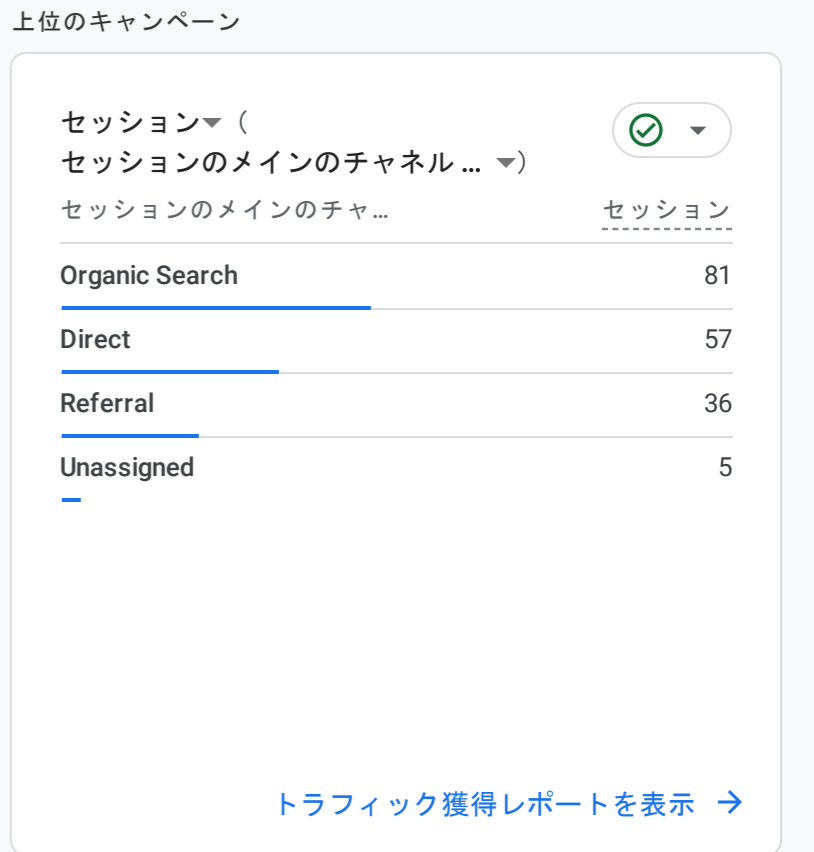 上位のキャンペーン
セッション（
セッションのメインのチャネル ... ）
セッションのメインのチャ... セッション
Organic Search 81
Direct 57
Referral 36
Unassigned 5
トラフィック獲得レポートを表示